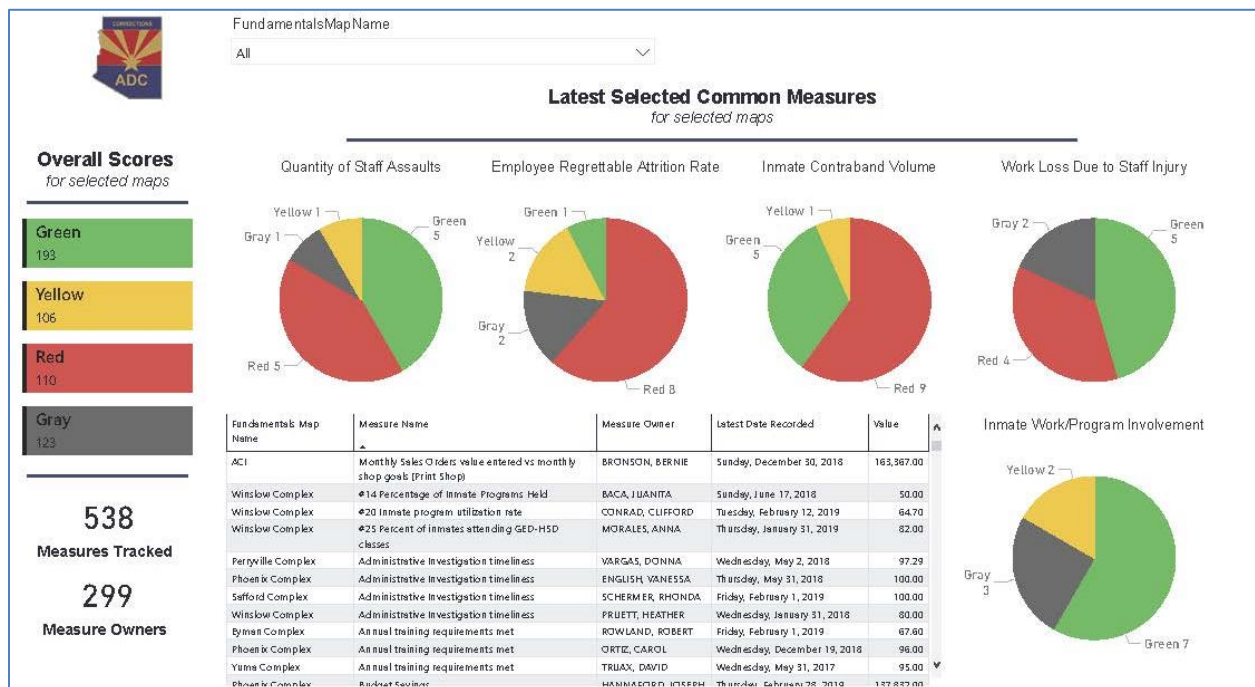 CORRECTIONS
ADC
FundamentalsMapName
All
Latest Selected Common Measures
for selected maps
Overall Scores
for selected maps
Green
193
Yellow
106
Red
110
Gray
123
538
Measures Tracked
299
Measure Owners
Quantity of Staff Assaults
Yellow 1
Gray 1
Green
5
Red 5
Employee Regrettable Attrition Rate
Green 1
Yellow
2
Gray
2
Red 8
Inmate Contraband Volume
Yellow 1
Green
5
Red 9
Work Loss Due to Staff Injury
Gray 2
Green
5
Red 4
Fundamentals Map Name Measure Name Measure Owner Latest Date Recorded Value
ACI Monthly Sales Orders value entered vs monthly shop goals (Print Shop) BRONSON, BERNIE Sunday, December 30, 2018 163,367.00
Winslow Complex #14 Percentage of Inmate Programs Held BACA, JUANITA Sunday, June 17, 2018 50.00
Winslow Complex #20 Inmate program utilization rate CONRAD, CLIFFORD Tuesday, February 12, 2019 64.70
Winslow Complex #25 Percent of inmates attending GED-HSD classes MORALES, ANNA Thursday, January 31, 2019 82.00
Perryville Complex Administrative Investigation timeliness VARGAS, DONNA Wednesday, May 2, 2018 97.29
Phoenix Complex Administrative Investigation timeliness ENGLISH, VANESSA Thursday, May 31, 2018 100.00
Safford Complex Administrative Investigation timeliness SCHERMER, RHONDA Friday, February 1, 2019 100.00
Winslow Complex Administrative Investigation timeliness PRUETT, HEATHER Wednesday, January 31, 2018 80.00
Eyman Complex Annual training requirements met ROWLAND, ROBERT Friday, February 1, 2019 67.60
Phoenix Complex Annual training requirements met ORTIZ, CAROL Wednesday, December 19, 2018 96.00
Yuma Complex Annual training requirements met TRUAX, DAVID Wednesday, May 31, 2017 95.00
Phoenix Complex Budget Savings HANNAFORD, JOSEPH Thursday, February 28, 2019 137,837.00
Inmate Work/Program Involvement
Yellow 2
Gray
3
Green 7